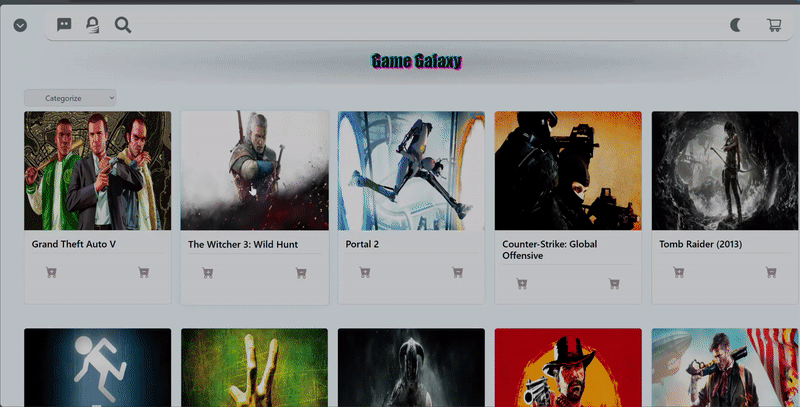 Game Galaxy
Categorize
Grand Theft Auto V
The Witcher 3: Wild Hunt
Portal 2
Counter-Strike: Global
Offensive
Tomb Raider (2013)